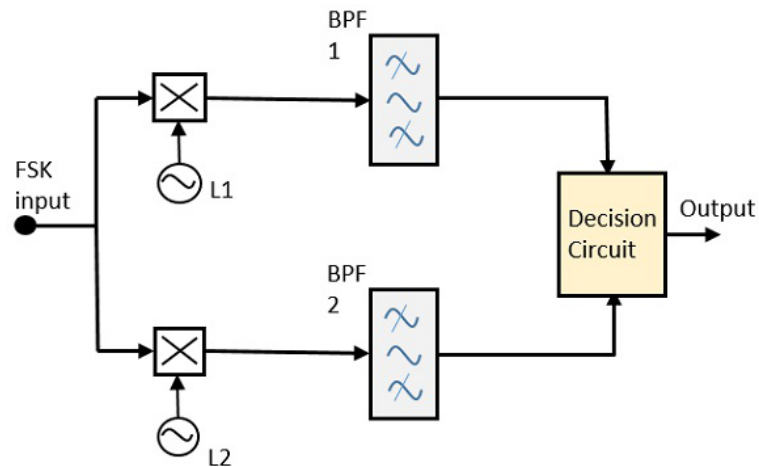 BPF
1
FSK
input
L1
Decision
Circuit
Output
BPF
2
L2